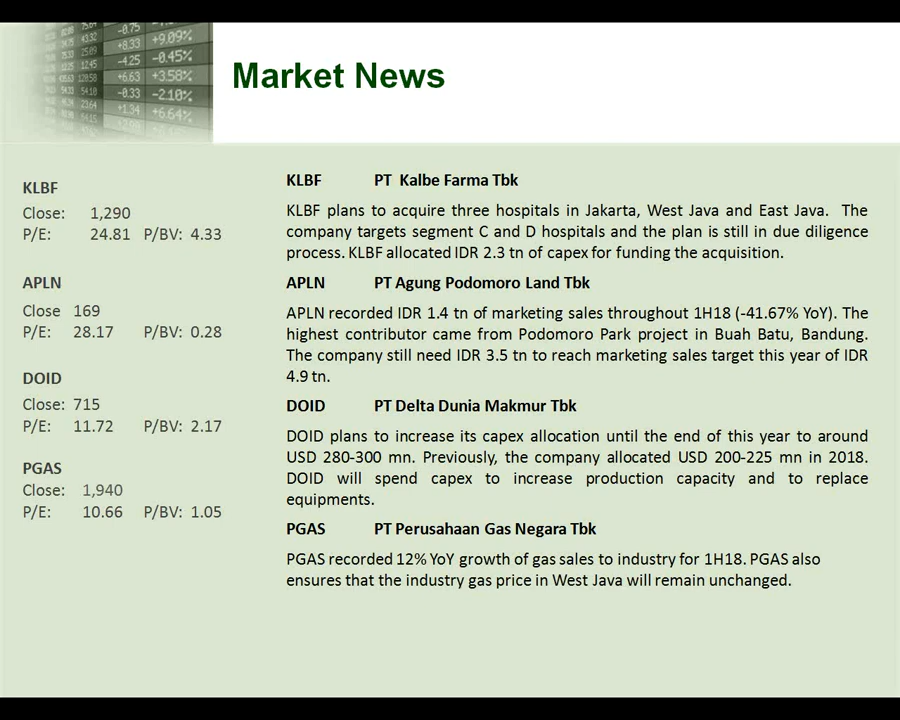 Market News
KLBF
Close: 1,290
P/E: 24.81 P/BV: 4.33
APLN
Close 169
P/E: 28.17 P/BV: 0.28
DOID
Close: 715
P/E: 11.72 P/BV: 2.17
PGAS
Close: 1,940
P/E: 10.66 P/BV: 1.05
KLBF PT Kalbe Farma Tbk
KLBF plans to acquire three hospitals in Jakarta, West Java and East Java. The
company targets segment C and D hospitals and the plan is still in due diligence
process. KLBF allocated IDR 2.3 tn of capex for funding the acquisition.
APLN PT Agung Podomoro Land Tbk
APLN recorded IDR 1.4 tn of marketing sales throughout 1H18 (-41.67% YoY). The
highest contributor came from Podomoro Park project in Buah Batu, Bandung.
The company still need IDR 3.5 tn to reach marketing sales target this year of IDR
4.9 tn.
DOID PT Delta Dunia Makmur Tbk
DOID plans to increase its capex allocation until the end of this year to around
USD 280-300 mn. Previously, the company allocated USD 200-225 mn in 2018.
DOID will spend capex to increase production capacity and to replace
equipments.
PGAS PT Perusahaan Gas Negara Tbk
PGAS recorded 12% YoY growth of gas sales to industry for 1H18. PGAS also
ensures that the industry gas price in West Java will remain unchanged.